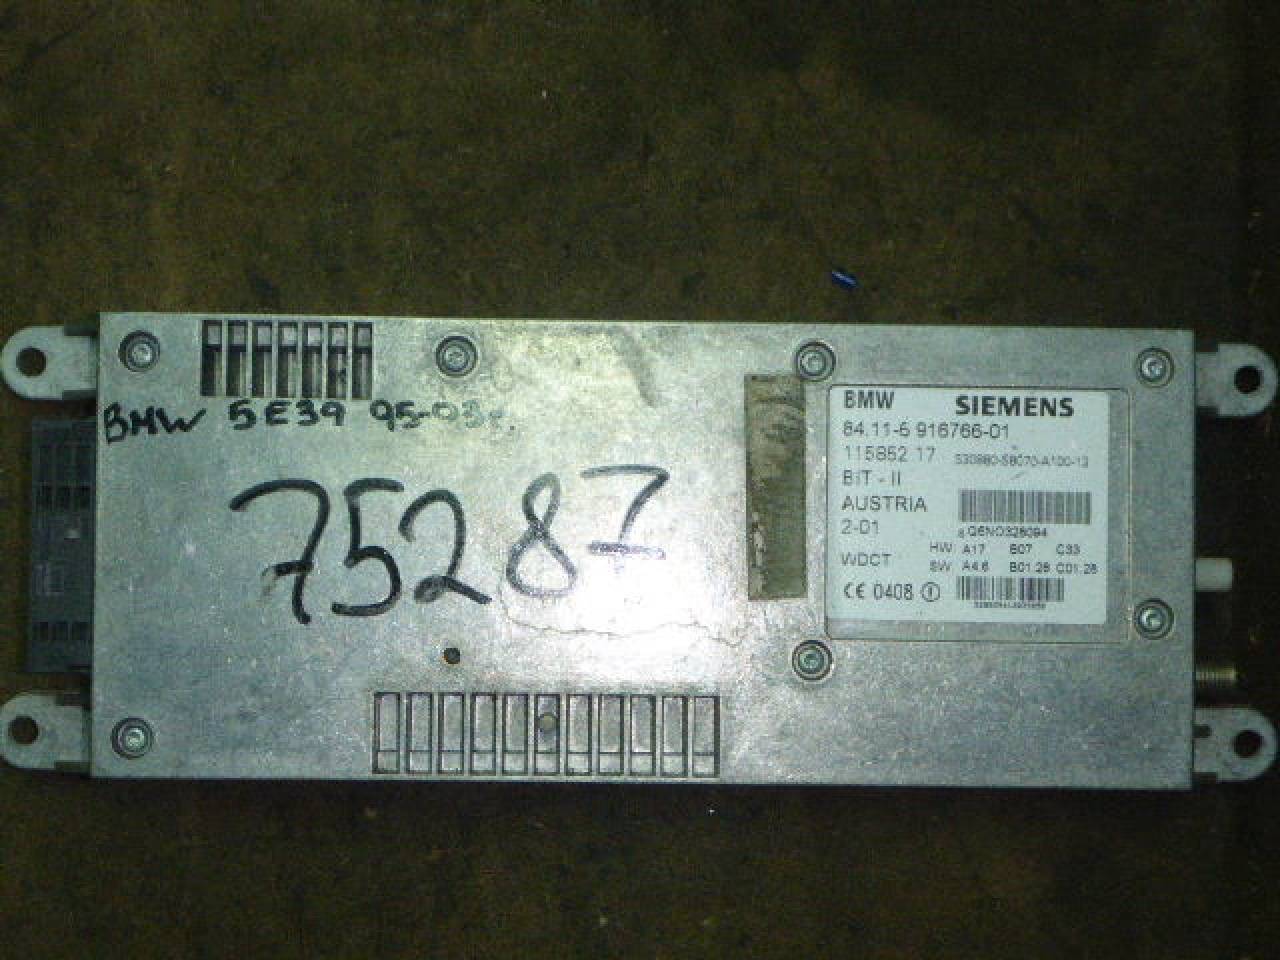 BMW 5E39 95-03г.
75287
BMW SIEMENS
84.11-6 916766-01
115852 17 S30880-S8070-A100-13
BIT - II
AUSTRIA
2-01 Q6NO326094
WDCT HW A17 B07 C33
SW A4.6 B01.28 C01.28
CE 0408